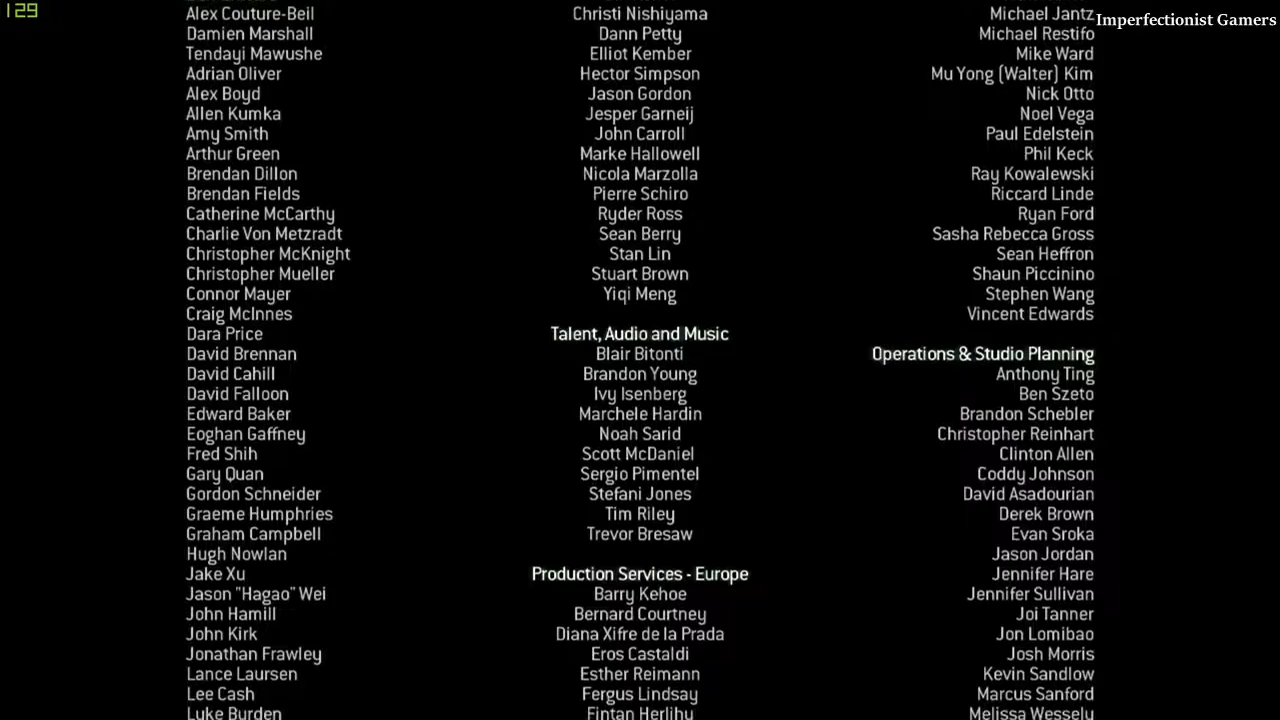 129
Imperfectionist Gamers
Alex Couture-Beil
Damien Marshall
Tendayi Mawushe
Adrian Oliver
Alex Boyd
Allen Kumka
Amy Smith
Arthur Green
Brendan Dillon
Brendan Fields
Catherine McCarthy
Charlie Von Metzradt
Christopher McKnight
Christopher Mueller
Connor Mayer
Craig McInnes
Dara Price
David Brennan
David Cahill
David Falloon
Edward Baker
Eoghan Gaffney
Fred Shih
Gary Quan
Gordon Schneider
Graeme Humphries
Graham Campbell
Hugh Nowlan
Jake Xu
Jason "Hagao" Wei
John Hamill
John Kirk
Jonathan Frawley
Lance Laursen
Lee Cash
Luke Burden
Christi Nishiyama
Dann Petty
Elliot Kember
Hector Simpson
Jason Gordon
Jesper Garneij
John Carroll
Marke Hallowell
Nicola Marzolla
Pierre Schiro
Ryder Ross
Sean Berry
Stan Lin
Stuart Brown
Yiqi Meng
Talent, Audio and Music
Blair Bitonti
Brandon Young
Ivy Isenberg
Marchele Hardin
Noah Sarid
Scott McDaniel
Sergio Pimentel
Stefani Jones
Tim Riley
Trevor Bresaw
Production Services - Europe
Barry Kehoe
Bernard Courtney
Diana Xifre de la Prada
Eros Castaldi
Esther Reimann
Fergus Lindsay
Fintan Herlihy
Michael Jantz
Michael Restifo
Mike Ward
Mu Yong (Walter) Kim
Nick Otto
Noel Vega
Paul Edelstein
Phil Keck
Ray Kowalewski
Riccard Linde
Ryan Ford
Sasha Rebecca Gross
Sean Heffron
Shaun Piccinino
Stephen Wang
Vincent Edwards
Operations & Studio Planning
Anthony Ting
Ben Szeto
Brandon Schebler
Christopher Reinhart
Clinton Allen
Coddy Johnson
David Asadourian
Derek Brown
Evan Sroka
Jason Jordan
Jennifer Hare
Jennifer Sullivan
Joi Tanner
Jon Lomibao
Josh Morris
Kevin Sandlow
Marcus Sanford
Melissa Wessely